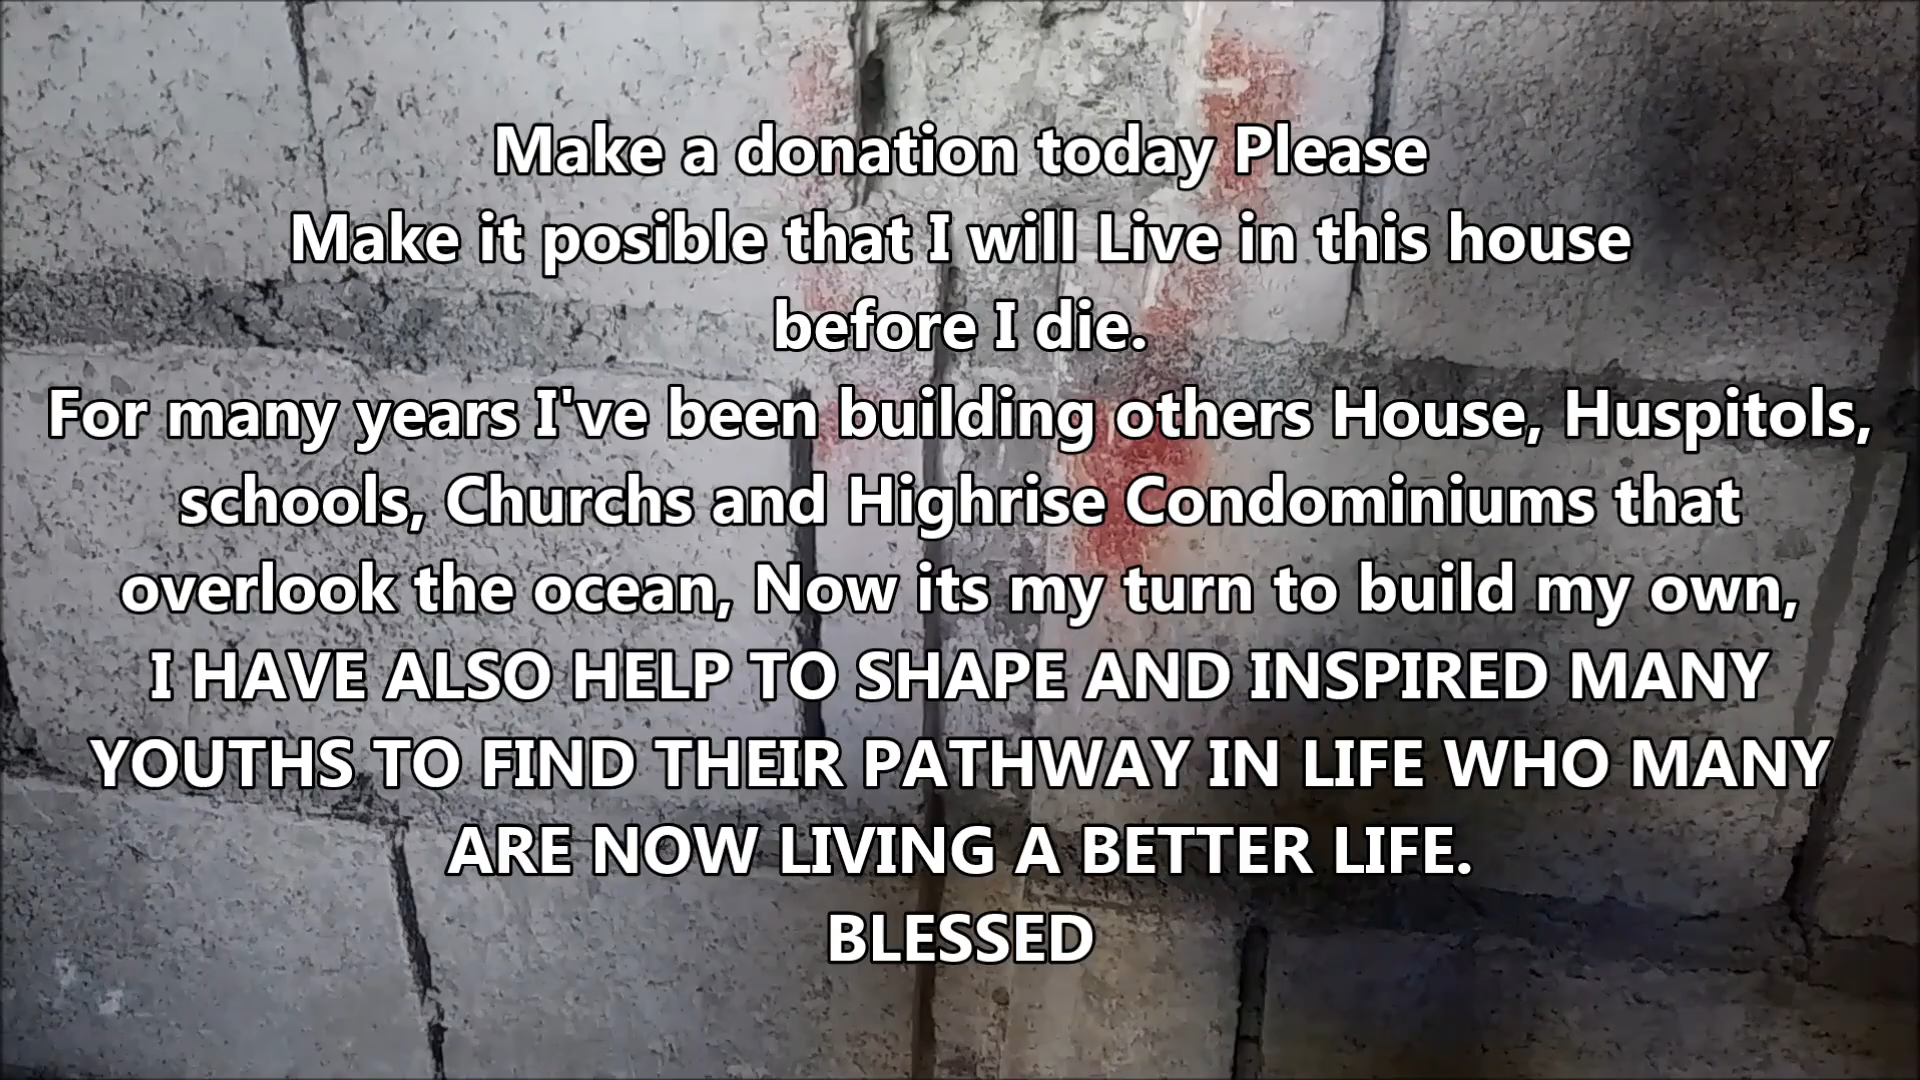 Make a donation today Please
Make it posible that I will Live in this house
before I die.
For many years I've been building others House, Huspitols,
schools, Churchs and Highrise Condominiums that
overlook the ocean, Now its my turn to build my own,
I HAVE ALSO HELP TO SHAPE AND INSPIRED MANY
YOUTHS TO FIND THEIR PATHWAY IN LIFE WHO MANY
ARE NOW LIVING A BETTER LIFE.
BLESSED